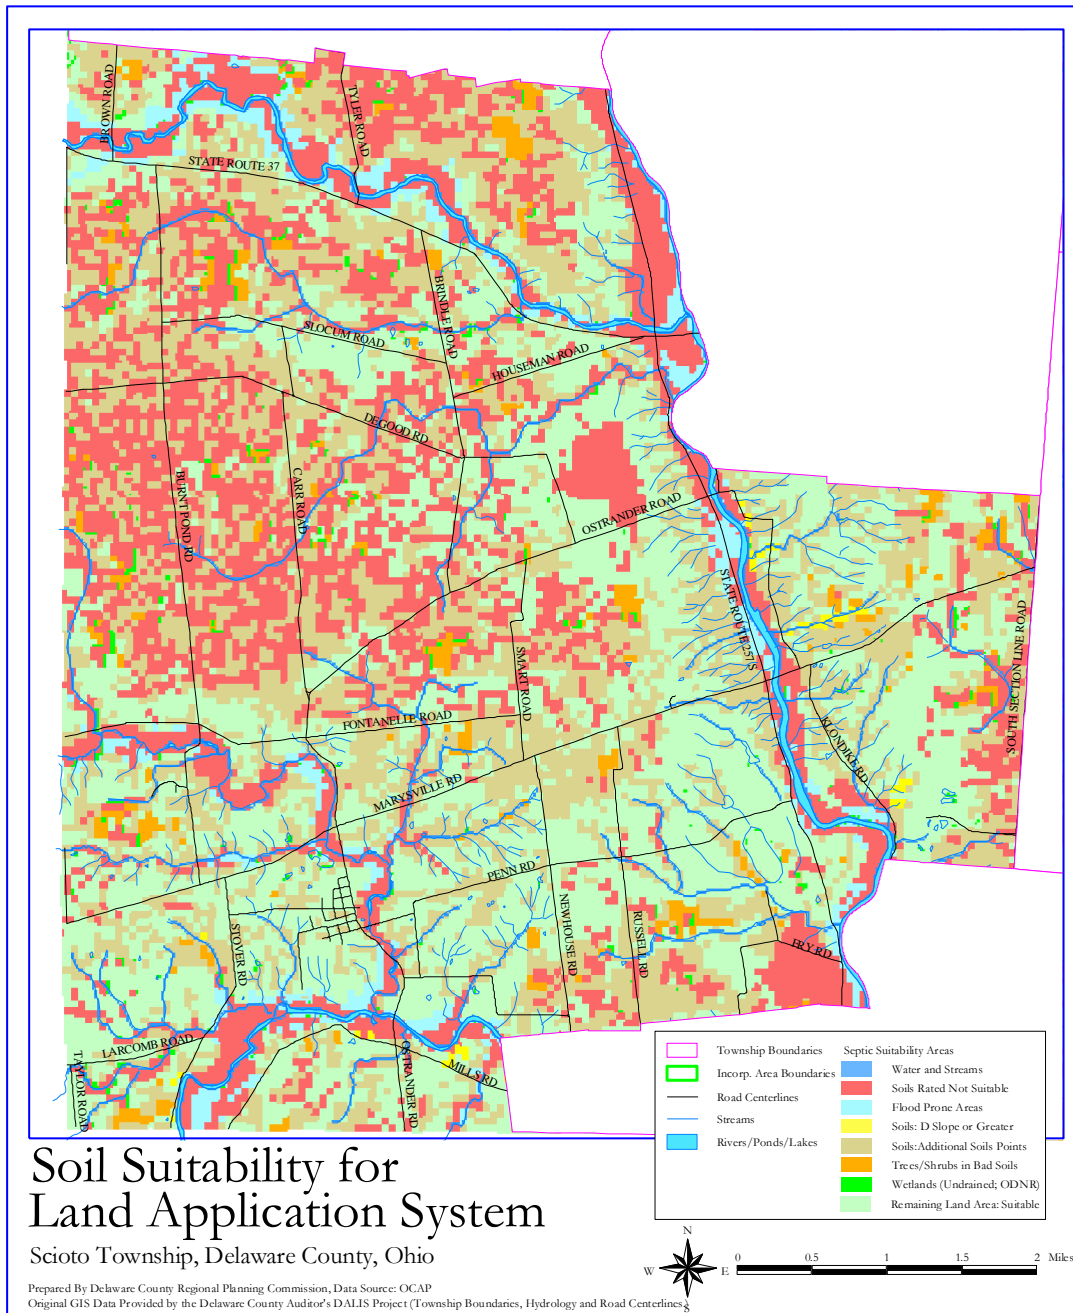 BROWN ROAD
TYLER ROAD
STATE ROUTE 37
BRINDLE ROAD
SLOCUM ROAD
HOUSEMAN ROAD
DEGOOD RD
BURNT POND RD
CARR ROAD
OSTRANDER ROAD
STATE ROUTE 257 S
SOUTH SECTION LINE ROAD
SMART ROAD
FONTANELLE ROAD
KLONDIKE RD
MARYSVILLE RD
PENN RD
NEWHOUSE RD
RUSSELL RD
STOVER RD
FRY RD
LARCOMB ROAD
TAYLOR ROAD
OSTRANDER RD
MILLS RD
Township Boundaries
Incorp. Area Boundaries
Road Centerlines
Streams
Rivers/Ponds/Lakes
Septic Suitability Areas
Water and Streams
Soils Rated Not Suitable
Flood Prone Areas
Soils: D Slope or Greater
Soils:Additional Soils Points
Trees/Shrubs in Bad Soils
Wetlands (Undrained; ODNR)
Remaining Land Area: Suitable
Soil Suitability for
Land Application System
Scioto Township, Delaware County, Ohio
N
W E
S
0 0.5 1 1.5 2 Miles
Prepared By Delaware County Regional Planning Commission, Data Source: OCAP
Original GIS Data Provided by the Delaware County Auditor's DALIS Project (Township Boundaries, Hydrology and Road Centerlines)